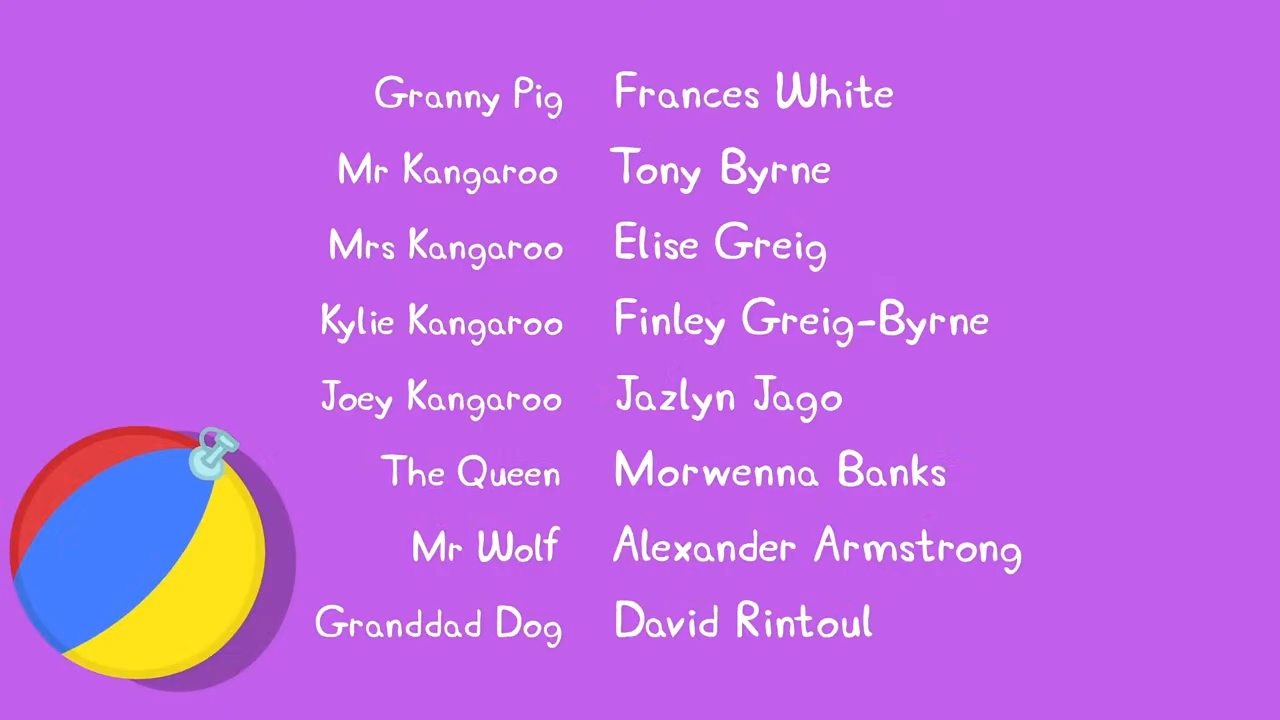 Granny Pig Frances White
Mr Kangaroo Tony Byrne
Mrs Kangaroo Elise Greig
Kylie Kangaroo Finley Greig-Byrne
Joey Kangaroo Jazlyn Jago
The Queen Morwenna Banks
Mr Wolf Alexander Armstrong
Granddad Dog David Rintoul